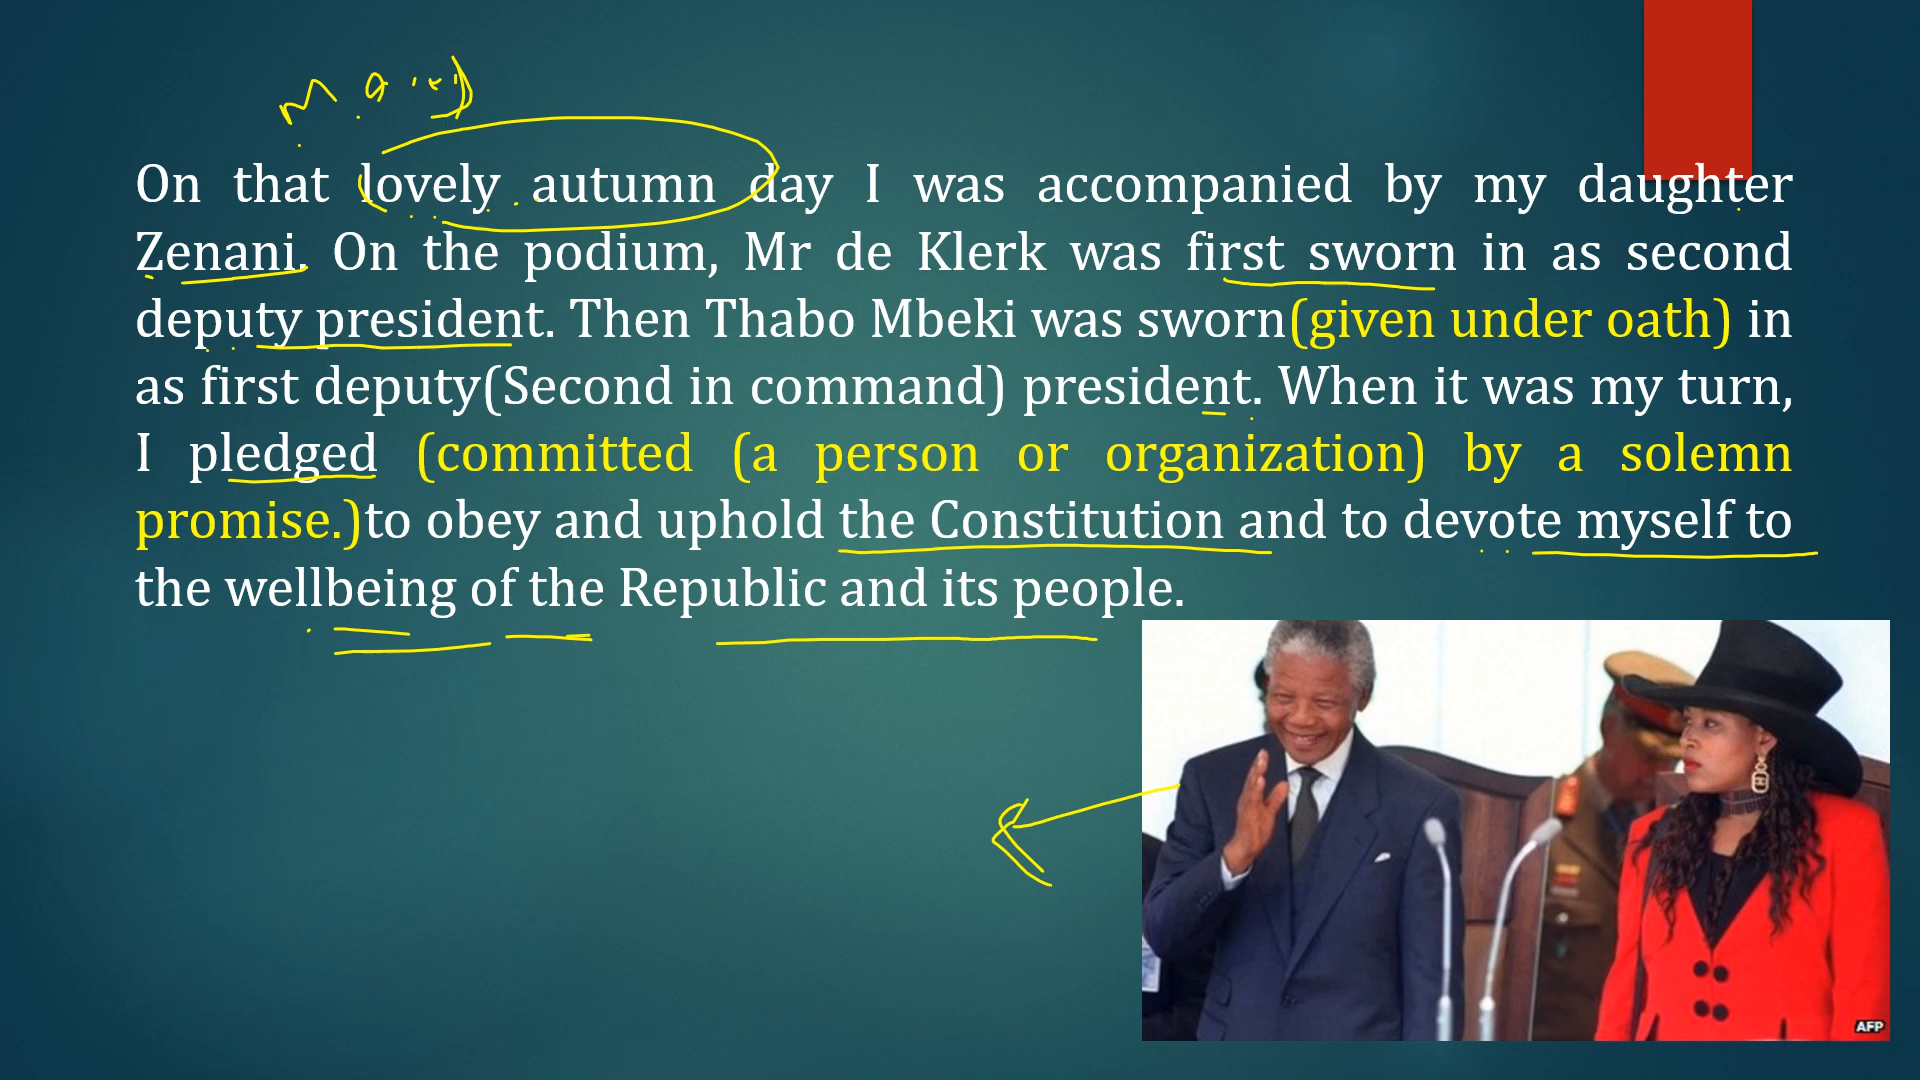 On that lovely autumn day I was accompanied by my daughter
Zenani. On the podium, Mr de Klerk was first sworn in as second
deputy president. Then Thabo Mbeki was sworn(given under oath) in
as first deputy(Second in command) president. When it was my turn,
I pledged (committed (a person or organization) by a solemn
promise.)to obey and uphold the Constitution and to devote myself to
the wellbeing of the Republic and its people.
AFP